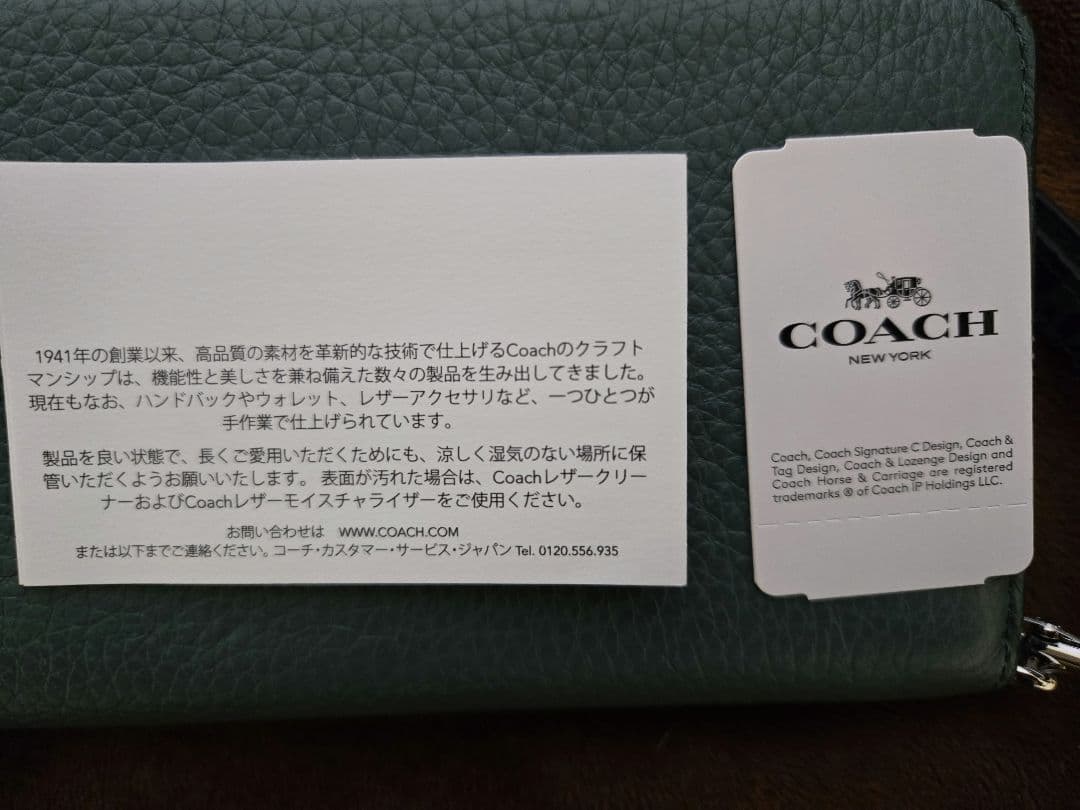 1941年の創業以来、高品質の素材を革新的な技術で仕上げるCoachのクラフト
マンシップは、機能性と美しさを兼ね備えた数々の製品を生み出してきました。
現在もなお、ハンドバックやウォレット、レザーアクセサリなど、一つひとつが
手作業で仕上げられています。
製品を良い状態で、長くご愛用いただくためにも、涼しく湿気のない場所に保
管いただくようお願いいたします。 表面が汚れた場合は、Coachレザークリー
ナーおよびCoachレザーモイスチャライザーをご使用ください。
お問い合わせは WWW.COACH.COM
または以下までご連絡ください。コーチ・カスタマー・サービス・ジャパン Tel. 0120.556.935
COACH
NEW YORK
Coach, Coach Signature C Design, Coach &
Tag Design, Coach & Lozenge Design and
Coach Horse & Carriage are registered
trademarks ® of Coach IP Holdings LLC.